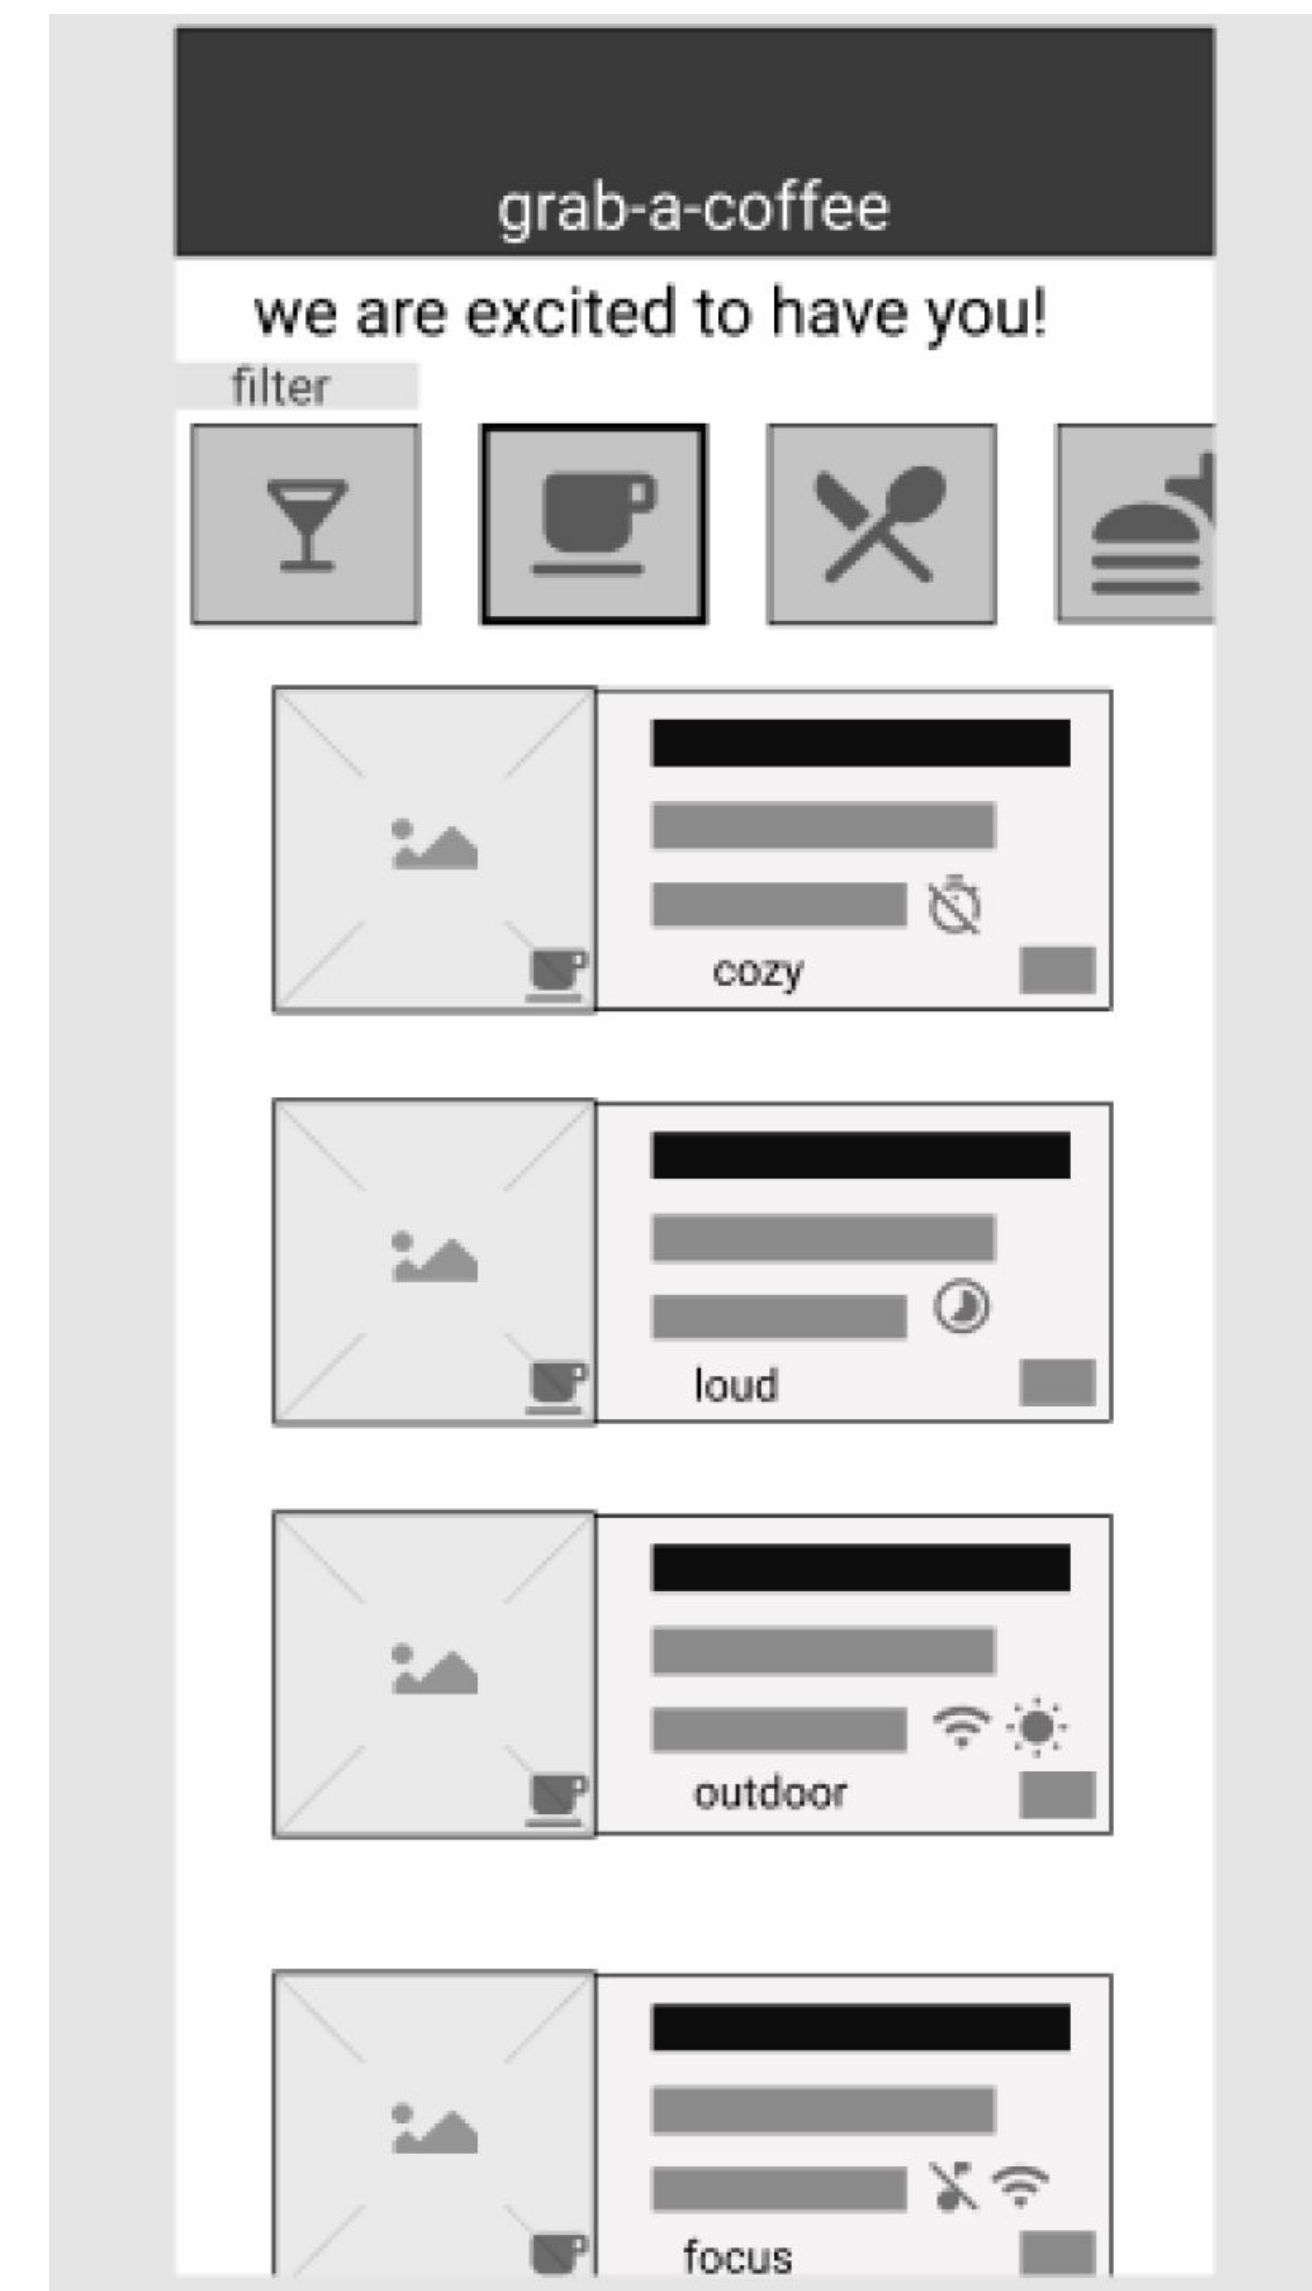 grab-a-coffee
we are excited to have you!
filter
cozy
loud
outdoor
focus